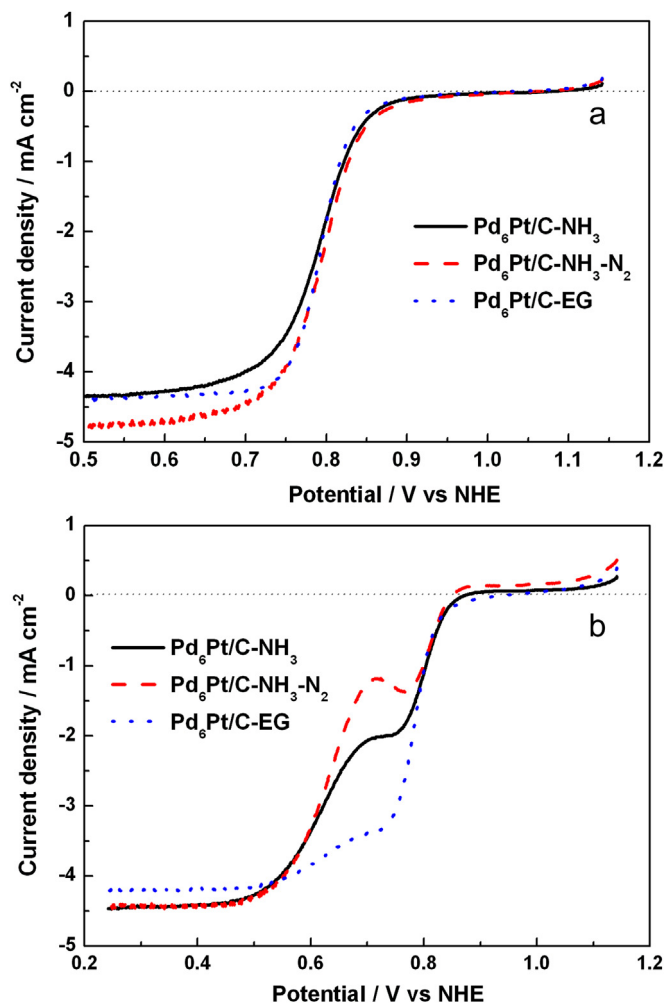 1
0
-1
-2
-3
-4
-5
Current density / mA cm⁻²
a
Pd₆Pt/C-NH₃
Pd₆Pt/C-NH₃-N₂
Pd₆Pt/C-EG
0.5 0.6 0.7 0.8 0.9 1.0 1.1 1.2
Potential / V vs NHE
1
0
-1
-2
-3
-4
-5
Current density / mA cm⁻²
b
Pd₆Pt/C-NH₃
Pd₆Pt/C-NH₃-N₂
Pd₆Pt/C-EG
0.2 0.4 0.6 0.8 1.0 1.2
Potential / V vs NHE